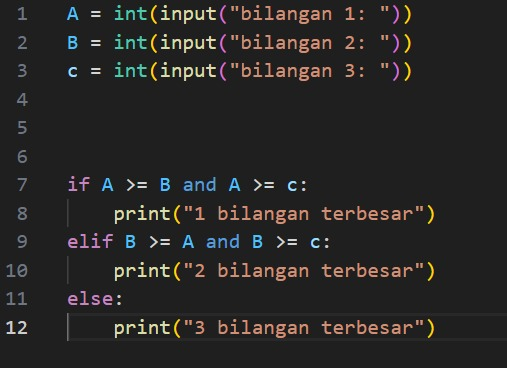 1 A = int(input("bilangan 1: "))
2 B = int(input("bilangan 2: "))
3 c = int(input("bilangan 3: "))
4
5
6
7 if A >= B and A >= c:
8     print("1 bilangan terbesar")
9 elif B >= A and B >= c:
10     print("2 bilangan terbesar")
11 else:
12     print("3 bilangan terbesar")